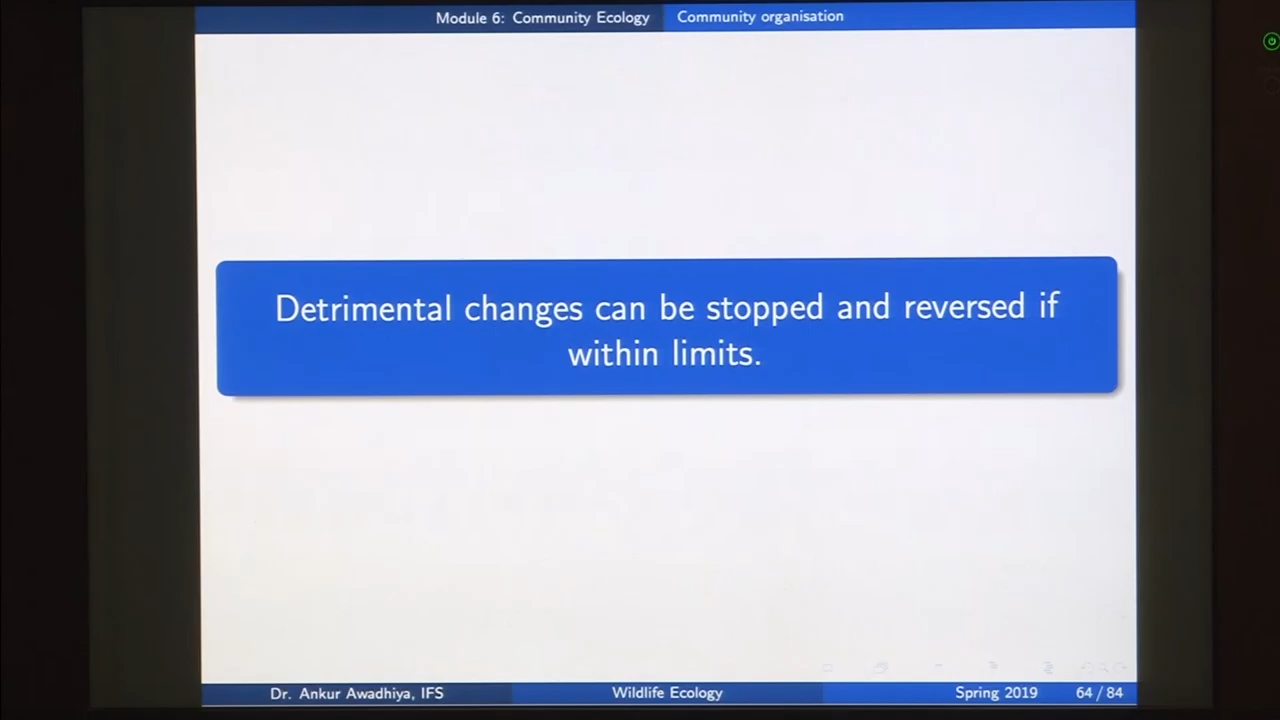 Module 6: Community Ecology Community organisation
Detrimental changes can be stopped and reversed if
within limits.
Dr. Ankur Awadhiya, IFS Wildlife Ecology Spring 2019 64 / 84